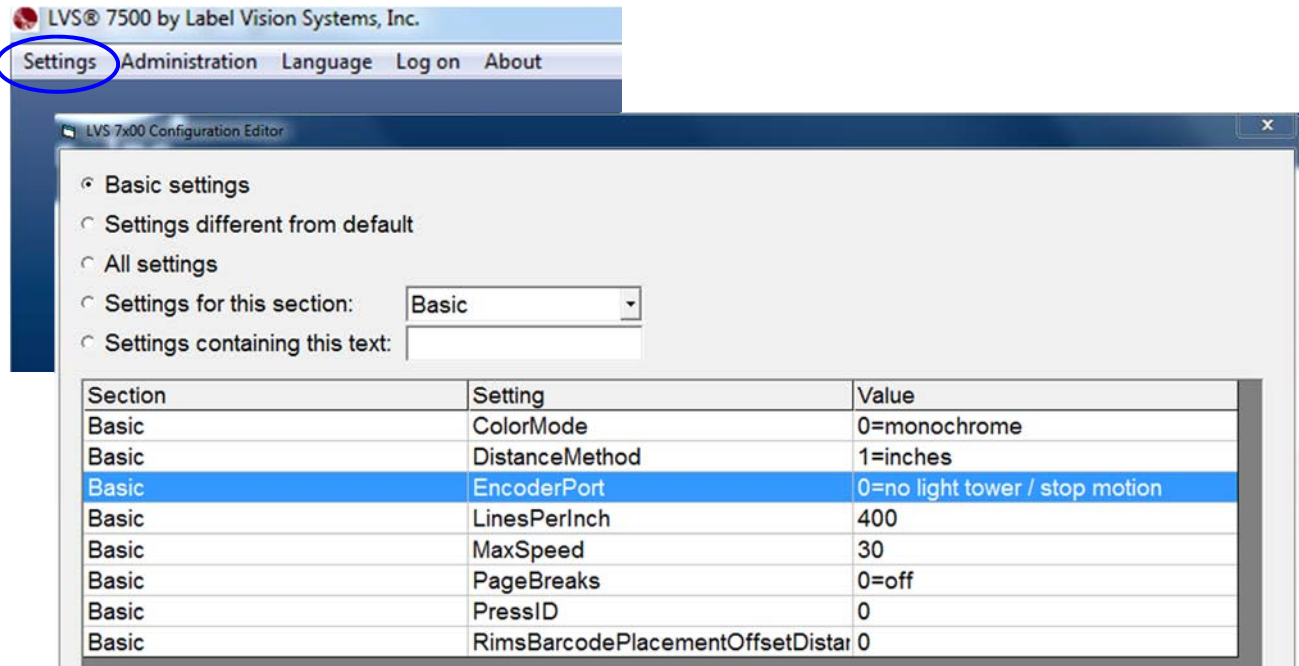 LVS® 7500 by Label Vision Systems, Inc.
Settings Administration Language Log on About
LVS 7x00 Configuration Editor
Basic settings
Settings different from default
All settings
Settings for this section: Basic
Settings containing this text:
Section Setting Value
Basic ColorMode 0=monochrome
Basic DistanceMethod 1=inches
Basic EncoderPort 0=no light tower / stop motion
Basic LinesPerInch 400
Basic MaxSpeed 30
Basic PageBreaks 0=off
Basic PressID 0
Basic RimsBarcodePlacementOffsetDistar 0